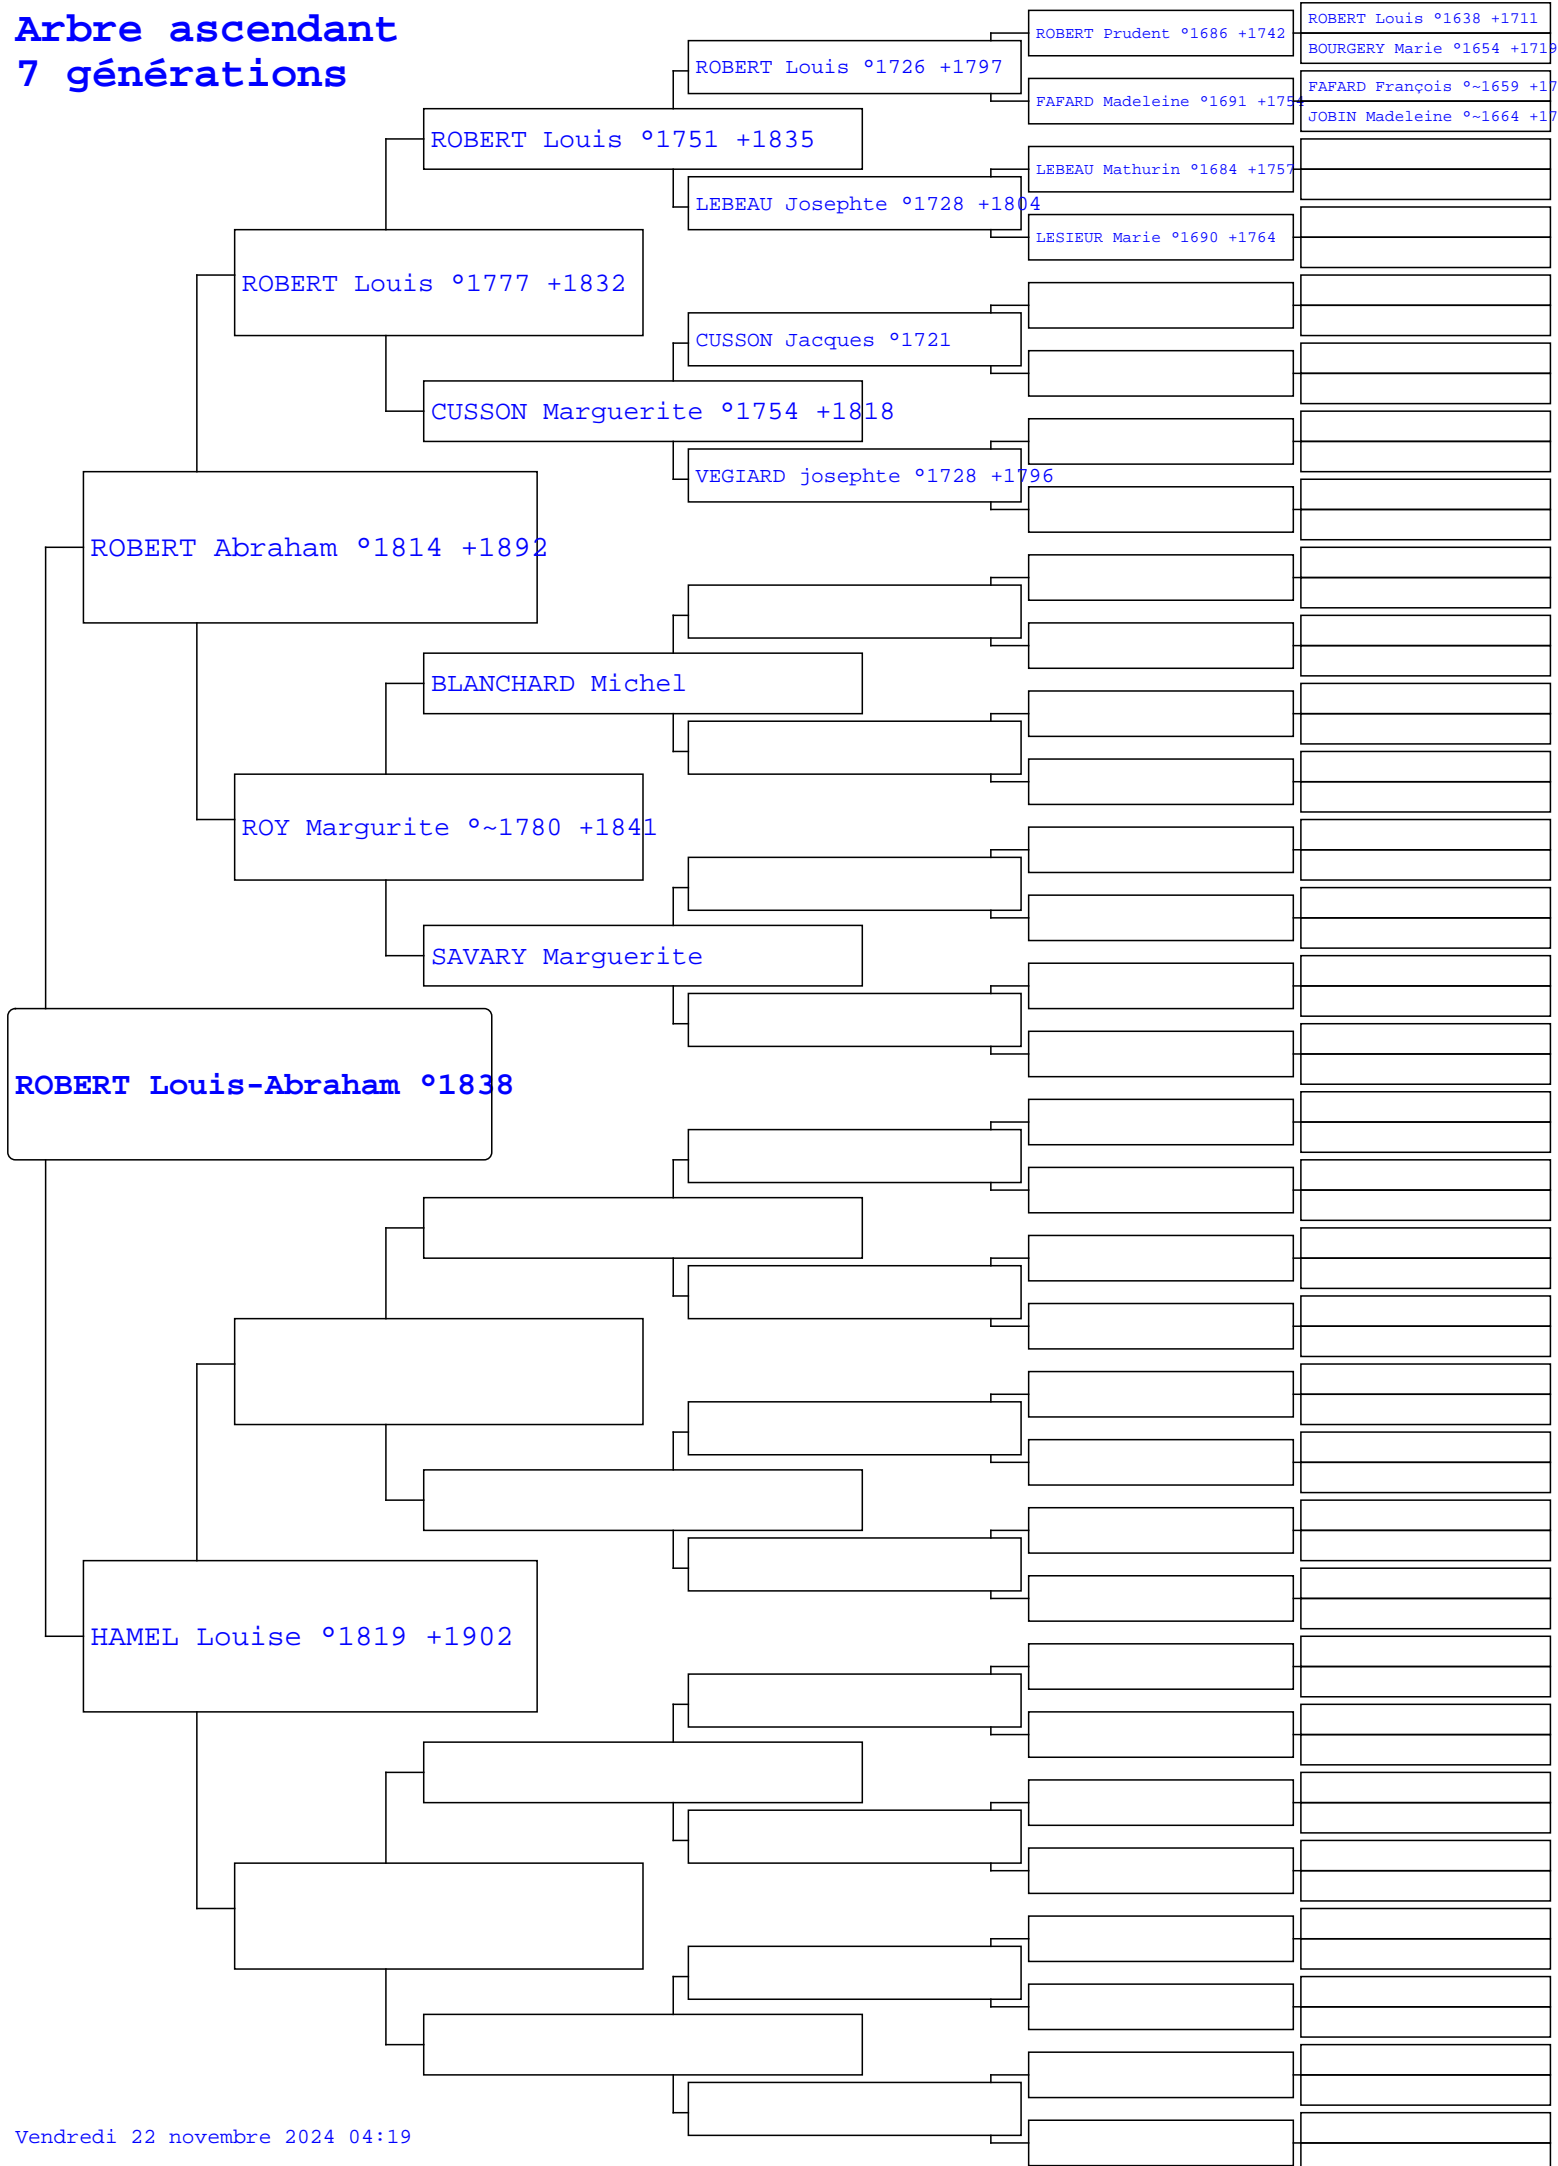 Arbre ascendant
7 générations
ROBERT Louis °1638 +1711
ROBERT Prudent °1686 +1742
BOURGERY Marie °1654 +1719
ROBERT Louis °1726 +1797
FAFARD François °~1659 +17
FAFARD Madeleine °1691 +1754
JOBIN Madeleine °~1664 +17
ROBERT Louis °1751 +1835
LEBEAU Mathurin °1684 +1757
LEBEAU Josephte °1728 +1804
LESIEUR Marie °1690 +1764
ROBERT Louis °1777 +1832
CUSSON Jacques °1721
CUSSON Marguerite °1754 +1818
VEGIARD josephte °1728 +1796
ROBERT Abraham °1814 +1892
BLANCHARD Michel
ROY Margurite °~1780 +1841
SAVARY Marguerite
ROBERT Louis-Abraham °1838
HAMEL Louise °1819 +1902
Vendredi 22 novembre 2024 04:19